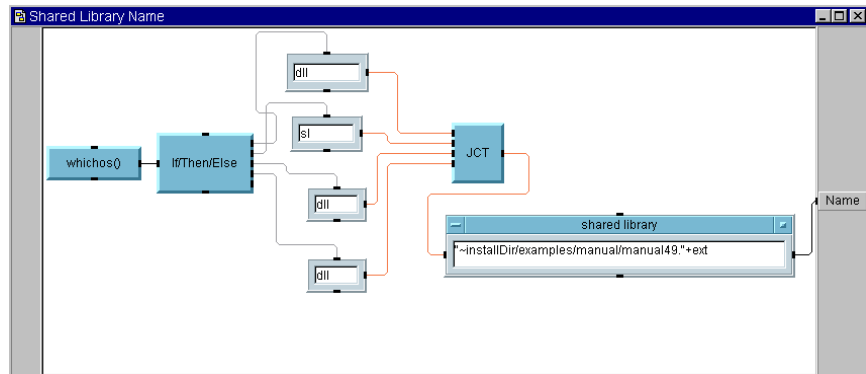 Shared Library Name
dll
sl
whichos()
If/Then/Else
JCT
dll
Name
shared library
"~installDir/examples/manual/manual49."+ext
dll